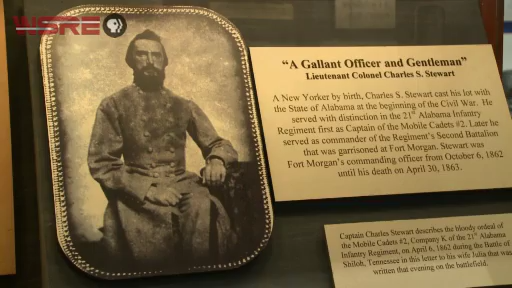 WSRE PBS
"A Gallant Officer and Gentleman"
Lieutenant Colonel Charles S. Stewart
A New Yorker by birth, Charles S. Stewart cast his lot with
the State of Alabama at the beginning of the Civil War. He
served with distinction in the 21st Alabama Infantry
Regiment first as Captain of the Mobile Cadets #2. Later he
served as commander of the Regiment's Second Battalion
that was garrisoned at Fort Morgan. Stewart was
Fort Morgan's commanding officer from October 6, 1862
until his death on April 30, 1863.
Captain Charles Stewart describes the bloody ordeal of
the Mobile Cadets #2, Company K of the 21st Alabama
Infantry Regiment, on April 6, 1862 during the Battle of
Shiloh, Tennessee in this letter to his wife Julia that was
written that evening on the battlefield.